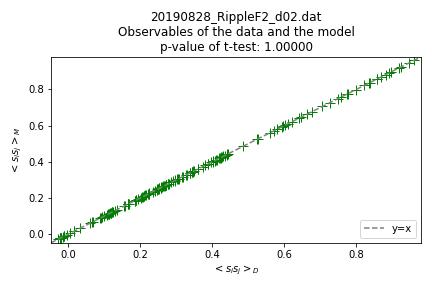 20190828_RippleF2_d02.dat
Observables of the data and the model
p-value of t-test: 1.00000
0.8
0.6
0.4
0.2
0.0
< s_i s_j >_M
0.0 0.2 0.4 0.6 0.8
< s_i s_j >_D
y=x